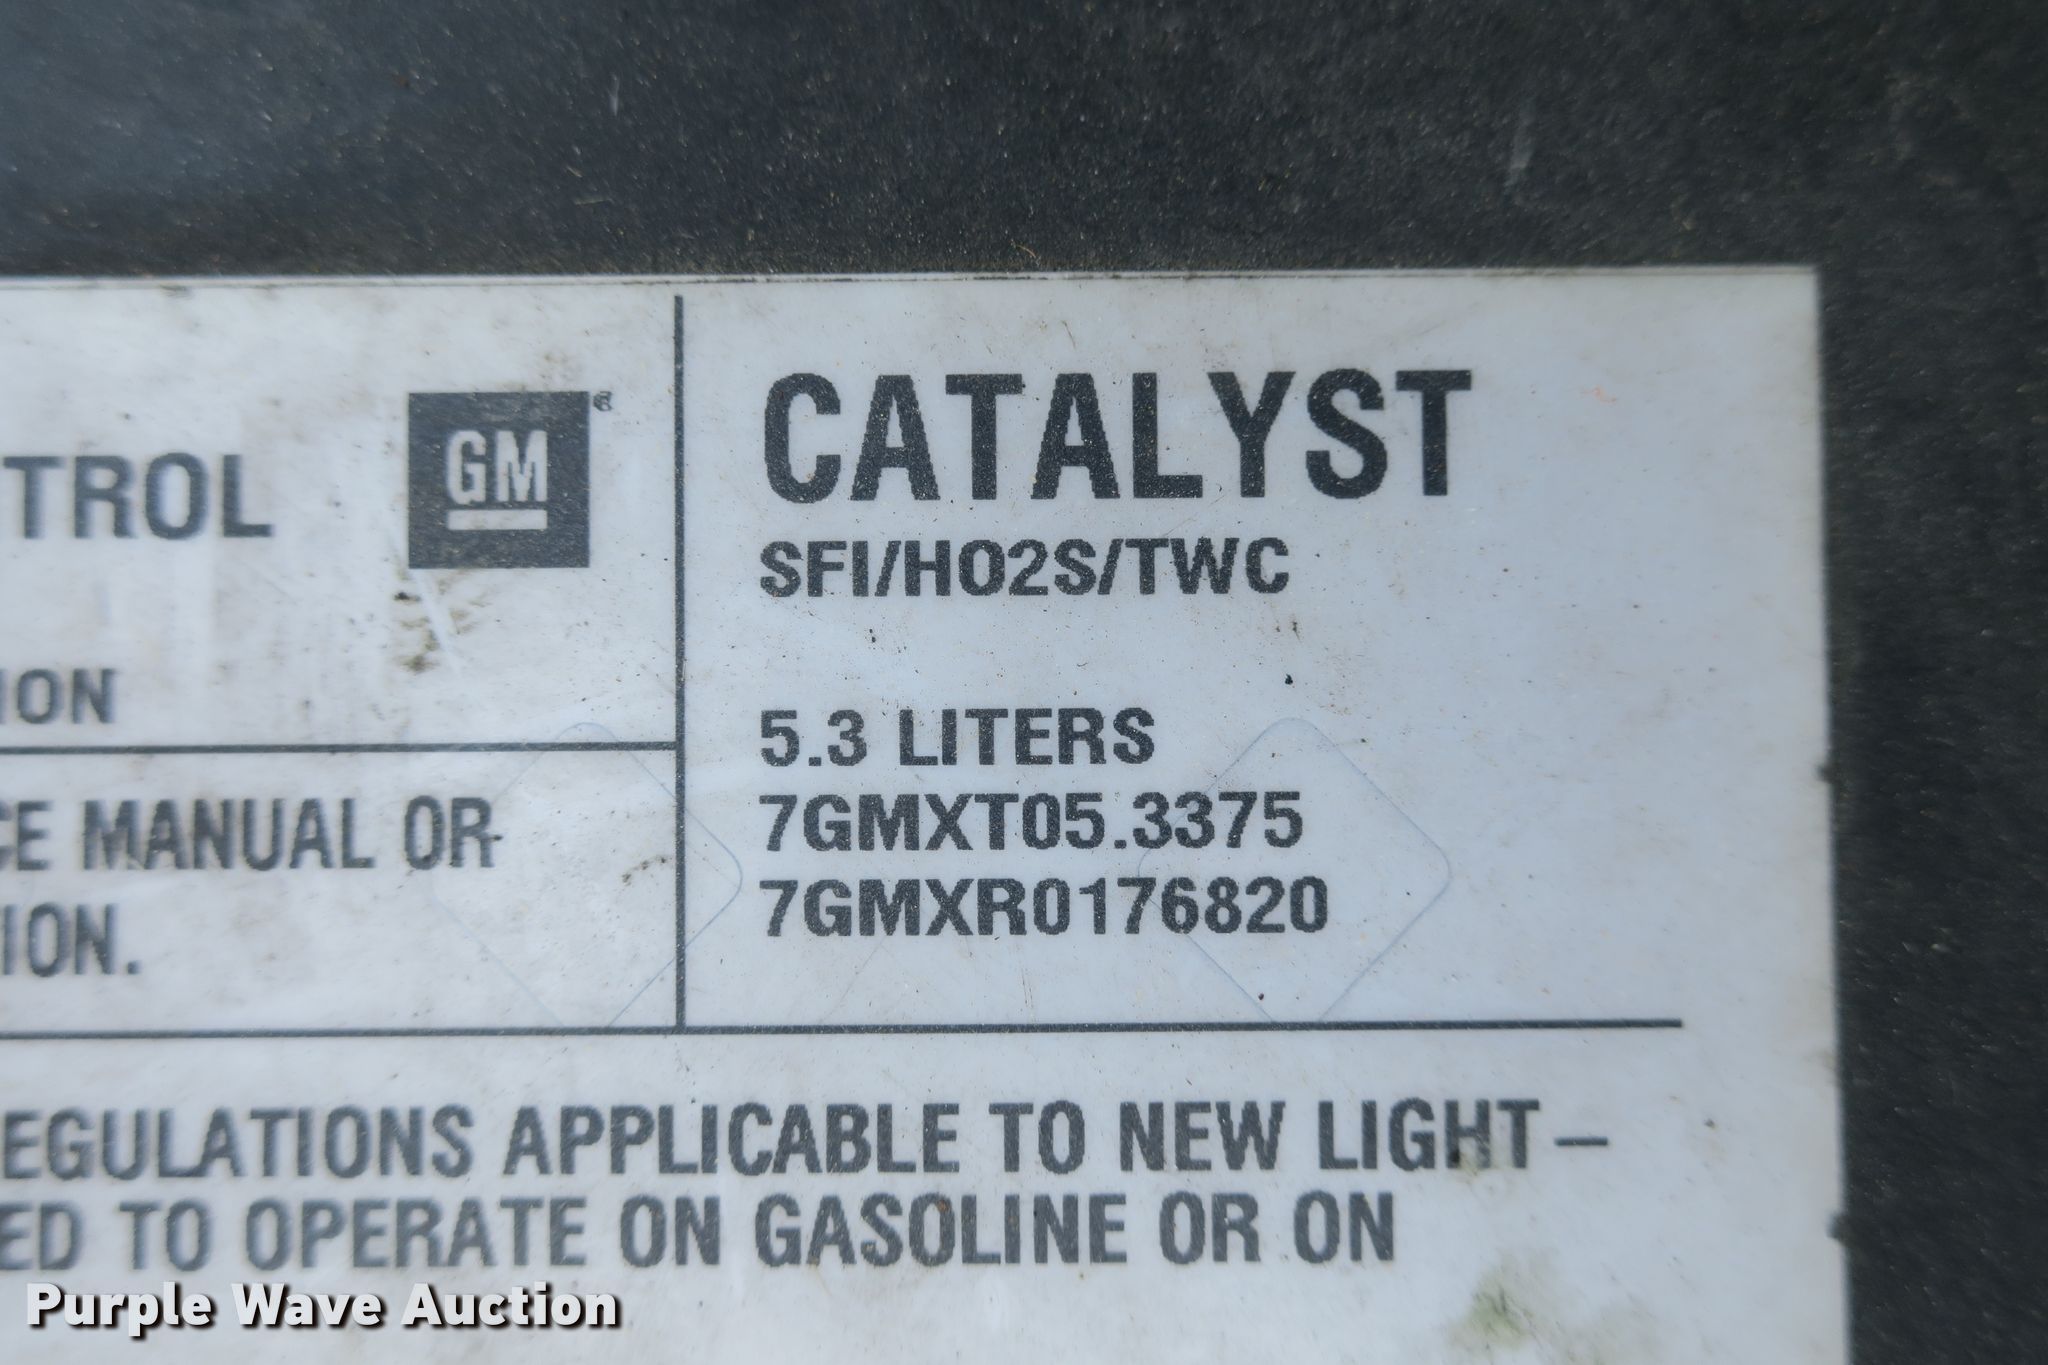 TROL
GM
®
ION
CE MANUAL OR
ION.
CATALYST
SFI/HO2S/TWC
5.3 LITERS
7GMXT05.3375
7GMXR0176820
EGULATIONS APPLICABLE TO NEW LIGHT–
ED TO OPERATE ON GASOLINE OR ON
Purple Wave Auction